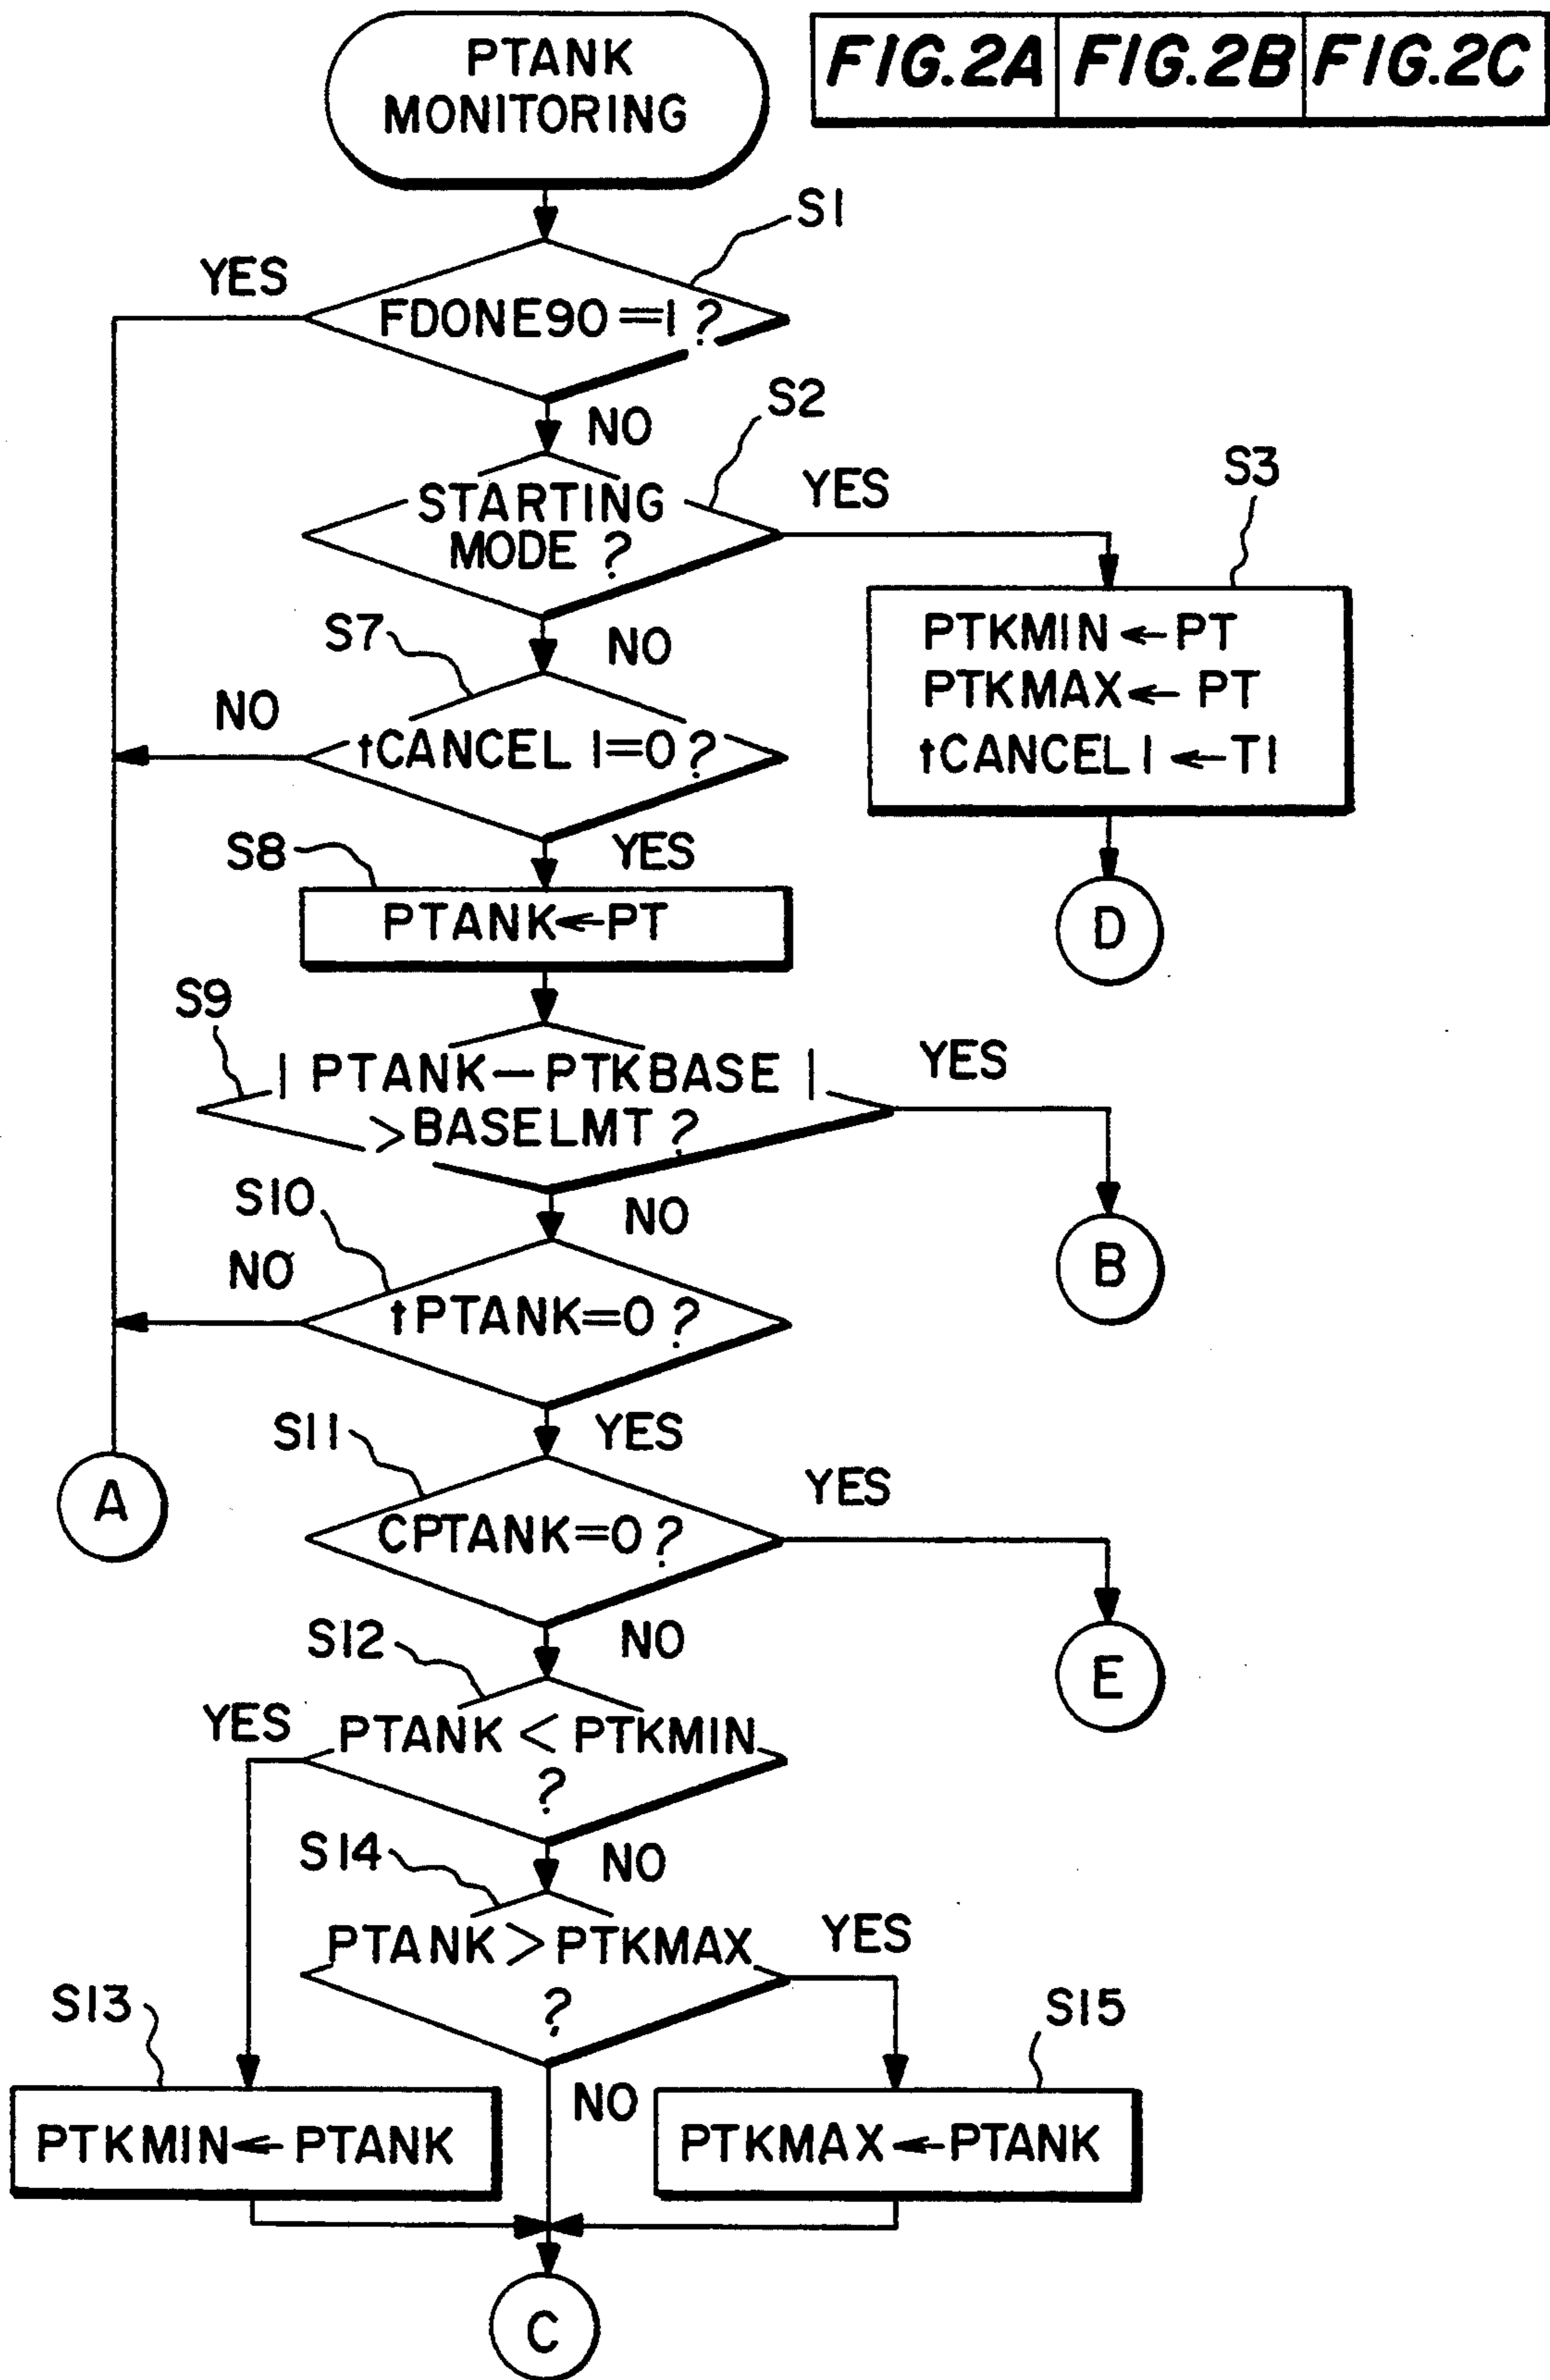 PTANK
MONITORING
FIG.2A FIG.2B FIG.2C
S1
YES
FDONE90=1?
NO
S2
STARTING
MODE ?
YES
S3
PTKMIN←PT
PTKMAX←PT
tCANCEL1←T1
D
S7
NO
NO
tCANCEL1=0?
S8
YES
PTANK←PT
S9
|PTANK−PTKBASE|
>BASELMT?
YES
B
S10
NO
NO
tPTANK=0?
A
S11
YES
CPTANK=0?
YES
E
S12
NO
YES
PTANK<PTKMIN
?
S14
NO
PTANK>PTKMAX
?
YES
S13
S15
PTKMIN←PTANK
NO
PTKMAX←PTANK
C